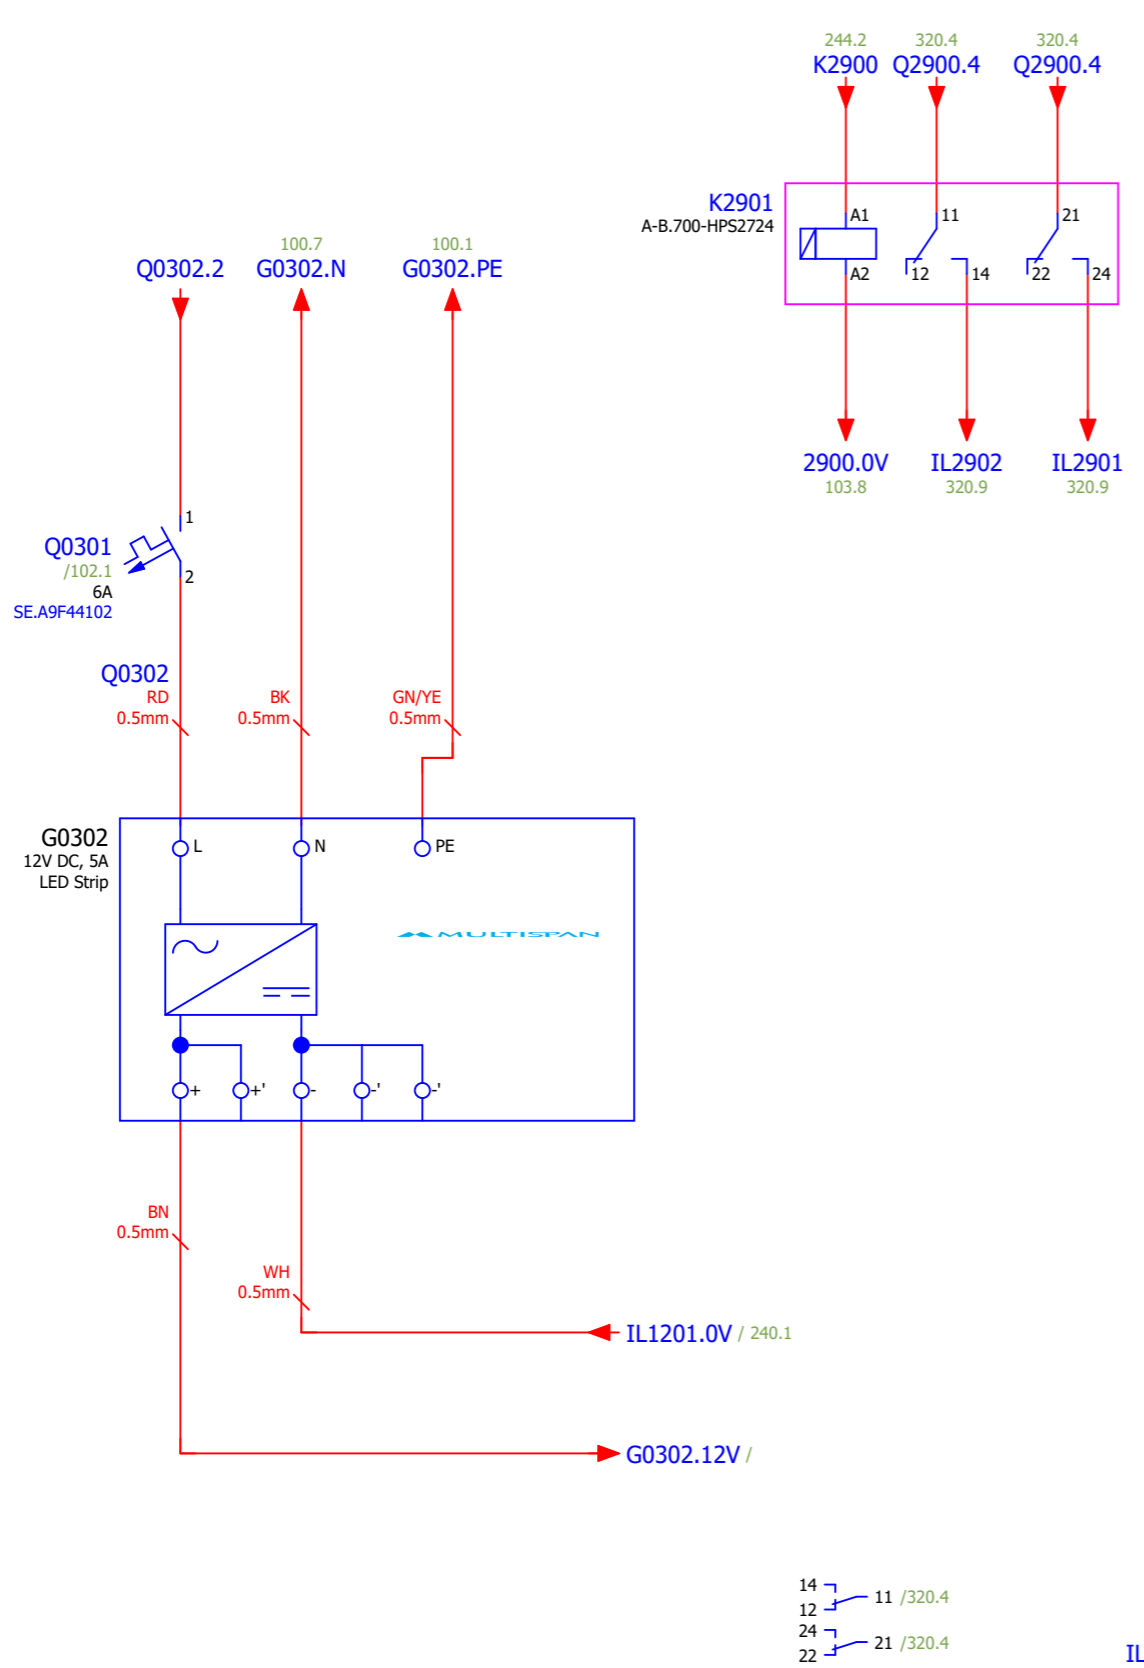 244.2 320.4 320.4
K2900 Q2900.4 Q2900.4
K2901
A-B.700-HPS2724
A1 11 21
A2 12 14 22 24
2900.0V IL2902 IL2901
103.8 320.9 320.9
100.7 100.1
Q0302.2 G0302.N G0302.PE
1
Q0301
/102.1
2
6A
SE.A9F44102
Q0302
RD BK GN/YE
0.5mm 0.5mm 0.5mm
G0302
12V DC, 5A
LED Strip
L N PE
MULTISPAN
+ +' - -' -'
BN
0.5mm
WH
0.5mm
IL1201.0V / 240.1
G0302.12V /
14
11 /320.4
12
24
21 /320.4
22
IL